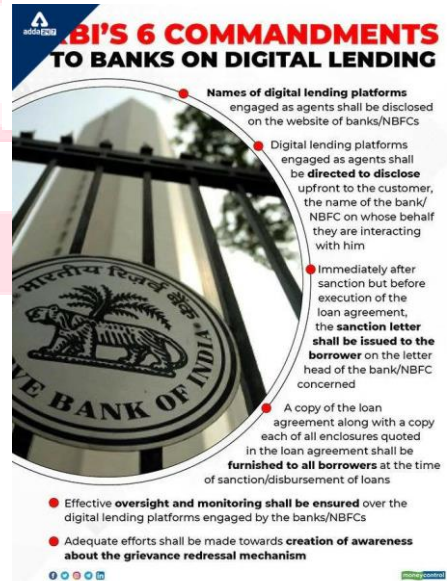 adda 247
RBI'S 6 COMMANDMENTS
TO BANKS ON DIGITAL LENDING
Names of digital lending platforms
engaged as agents shall be disclosed
on the website of banks/NBFCs
Digital lending platforms
engaged as agents shall
be directed to disclose
upfront to the customer,
the name of the bank/
NBFC on whose behalf
they are interacting
with him
Immediately after
sanction but before
execution of the
loan agreement,
the sanction letter
shall be issued to the
borrower on the letter
head of the bank/NBFC
concerned
A copy of the loan
agreement along with a copy
each of all enclosures quoted
in the loan agreement shall be
furnished to all borrowers at the time
of sanction/disbursement of loans
Effective oversight and monitoring shall be ensured over the
digital lending platforms engaged by the banks/NBFCs
Adequate efforts shall be made towards creation of awareness
about the grievance redressal mechanism
भारतीय रिज़र्व बैंक
VE BANK OF INDIA
moneycontrol